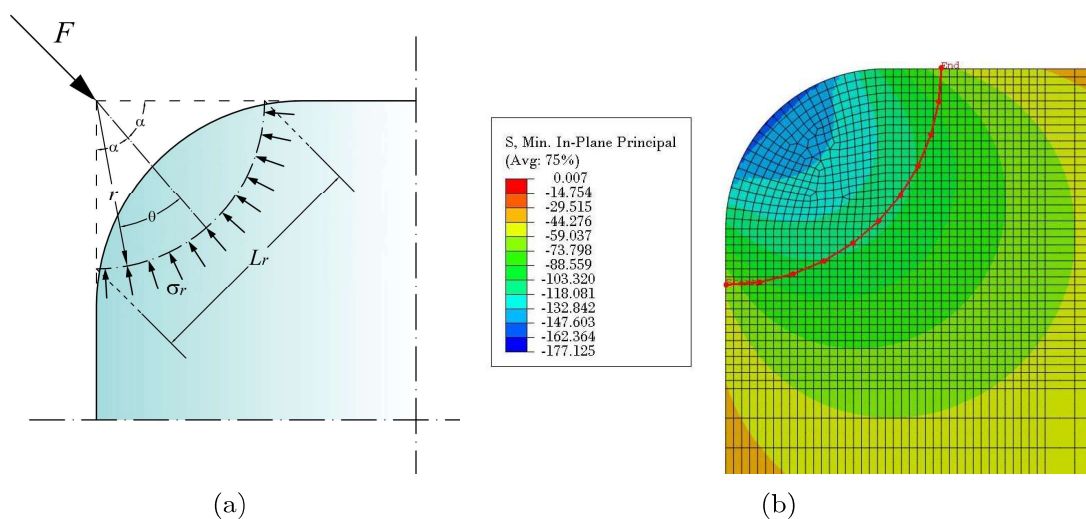 F
α
α
r
θ
Lr
σr
S, Min. In-Plane Principal
(Avg: 75%)
0.007
-14.754
-29.515
-44.276
-59.037
-73.798
-88.559
-103.320
-118.081
-132.842
-147.603
-162.364
-177.125
End
(a)
(b)